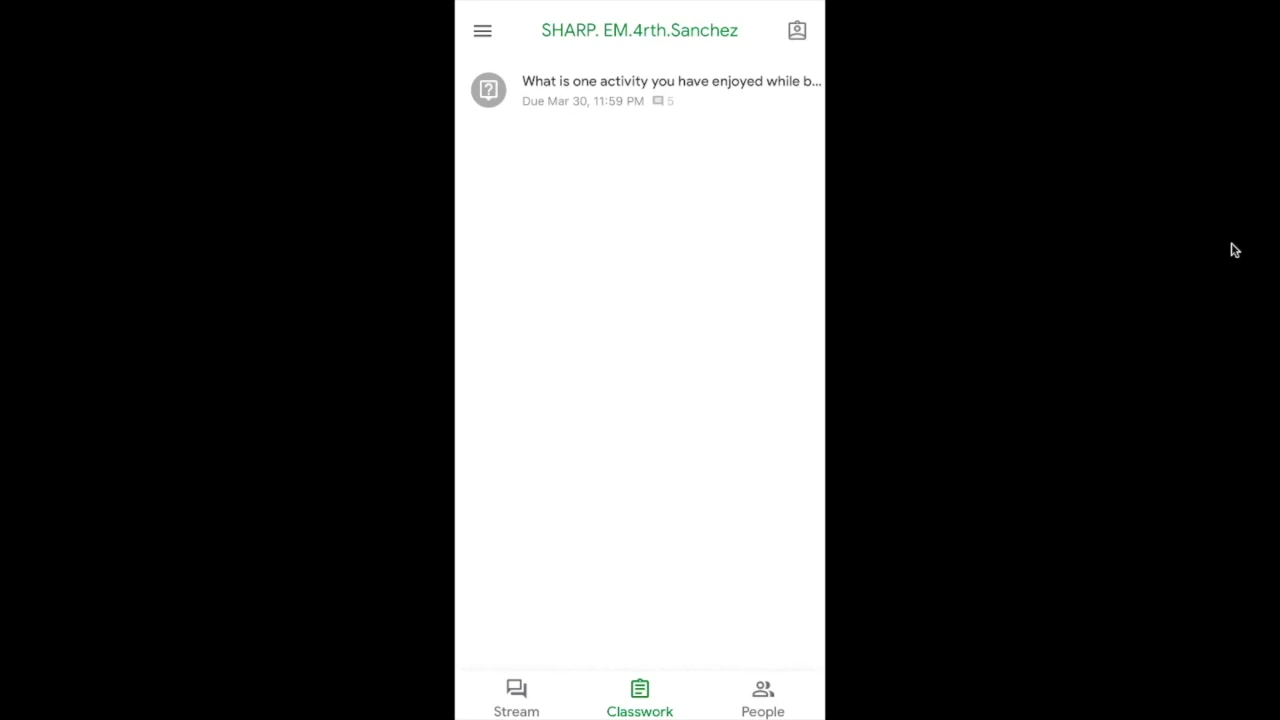 SHARP. EM.4rth.Sanchez
What is one activity you have enjoyed while b...
Due Mar 30, 11:59 PM 5
Stream Classwork People